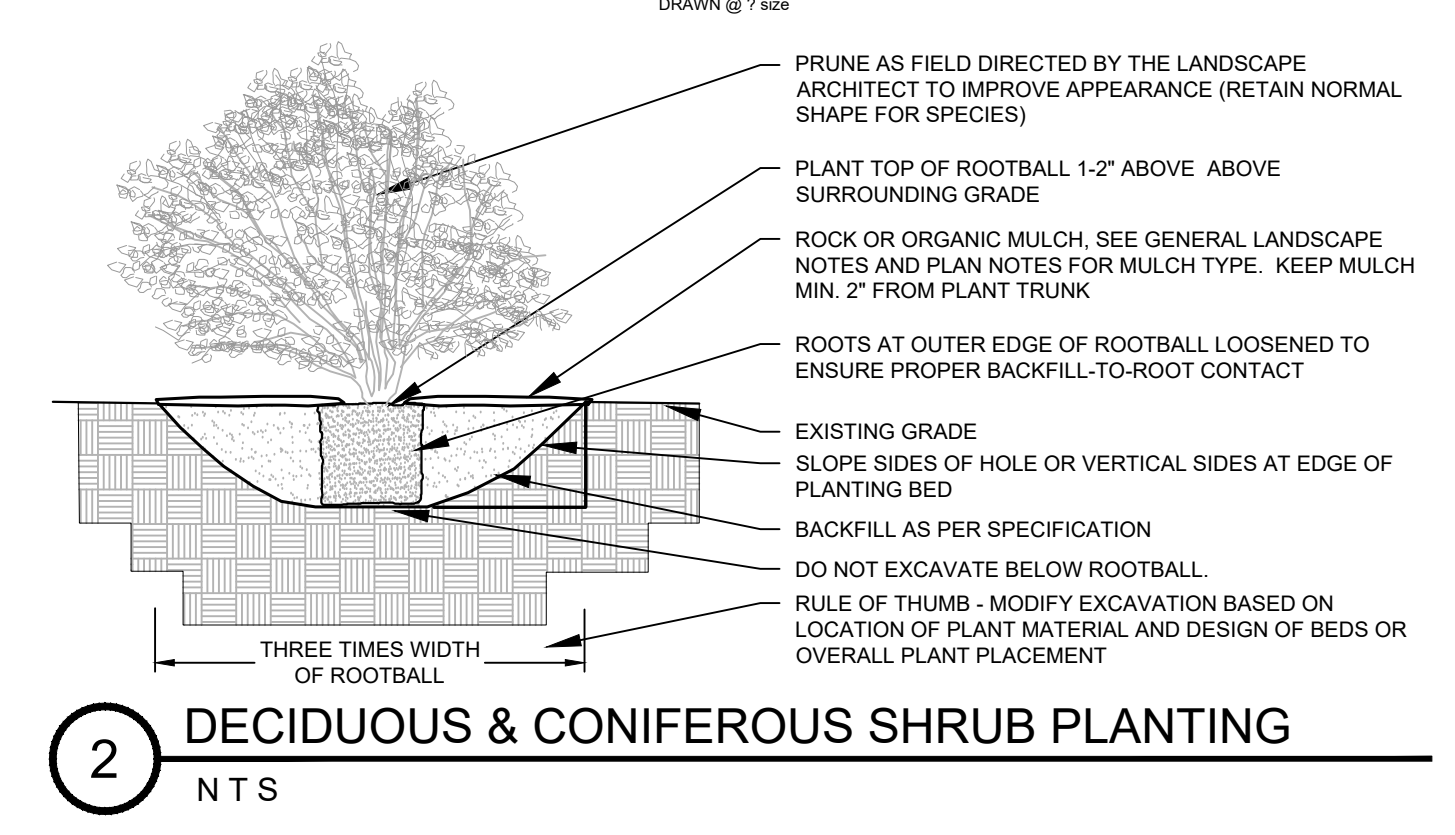 DRAWN @ ? size
PRUNE AS FIELD DIRECTED BY THE LANDSCAPE
ARCHITECT TO IMPROVE APPEARANCE (RETAIN NORMAL
SHAPE FOR SPECIES)
PLANT TOP OF ROOTBALL 1-2" ABOVE ABOVE
SURROUNDING GRADE
ROCK OR ORGANIC MULCH, SEE GENERAL LANDSCAPE
NOTES AND PLAN NOTES FOR MULCH TYPE. KEEP MULCH
MIN. 2" FROM PLANT TRUNK
ROOTS AT OUTER EDGE OF ROOTBALL LOOSENED TO
ENSURE PROPER BACKFILL-TO-ROOT CONTACT
EXISTING GRADE
SLOPE SIDES OF HOLE OR VERTICAL SIDES AT EDGE OF
PLANTING BED
BACKFILL AS PER SPECIFICATION
DO NOT EXCAVATE BELOW ROOTBALL.
RULE OF THUMB - MODIFY EXCAVATION BASED ON
LOCATION OF PLANT MATERIAL AND DESIGN OF BEDS OR
OVERALL PLANT PLACEMENT
THREE TIMES WIDTH
OF ROOTBALL
2
DECIDUOUS & CONIFEROUS SHRUB PLANTING
N T S